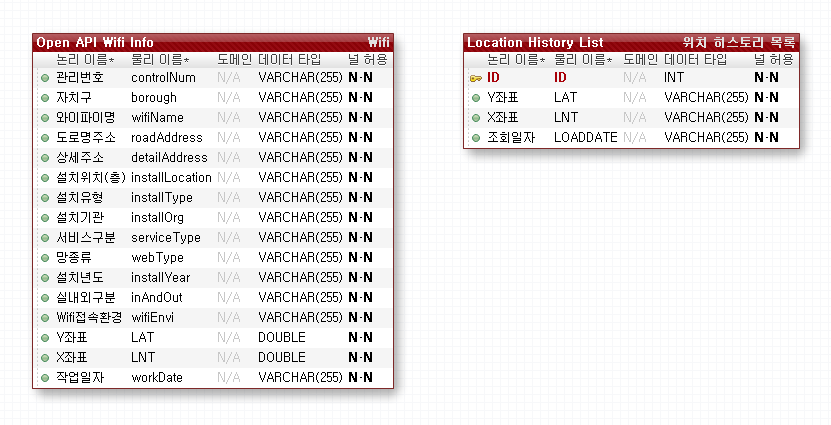 Open API Wifi Info Wifi
논리 이름* 물리 이름* 도메인 데이터 타입 널 허용
관리번호 controlNum N/A VARCHAR(255) N·N
자치구 borough N/A VARCHAR(255) N·N
와이파이명 wifiName N/A VARCHAR(255) N·N
도로명주소 roadAddress N/A VARCHAR(255) N·N
상세주소 detailAddress N/A VARCHAR(255) N·N
설치위치(층) installLocation N/A VARCHAR(255) N·N
설치유형 installType N/A VARCHAR(255) N·N
설치기관 installOrg N/A VARCHAR(255) N·N
서비스구분 serviceType N/A VARCHAR(255) N·N
망종류 webType N/A VARCHAR(255) N·N
설치년도 installYear N/A VARCHAR(255) N·N
실내외구분 inAndOut N/A VARCHAR(255) N·N
Wifi접속환경 wifiEnvi N/A VARCHAR(255) N·N
Y좌표 LAT N/A DOUBLE N·N
X좌표 LNT N/A DOUBLE N·N
작업일자 workDate N/A VARCHAR(255) N·N
Location History List 위치 히스토리 목록
논리 이름* 물리 이름* 도메인 데이터 타입 널 허용
ID ID N/A INT N·N
Y좌표 LAT N/A VARCHAR(255) N·N
X좌표 LNT N/A VARCHAR(255) N·N
조회일자 LOADDATE N/A VARCHAR(255) N·N